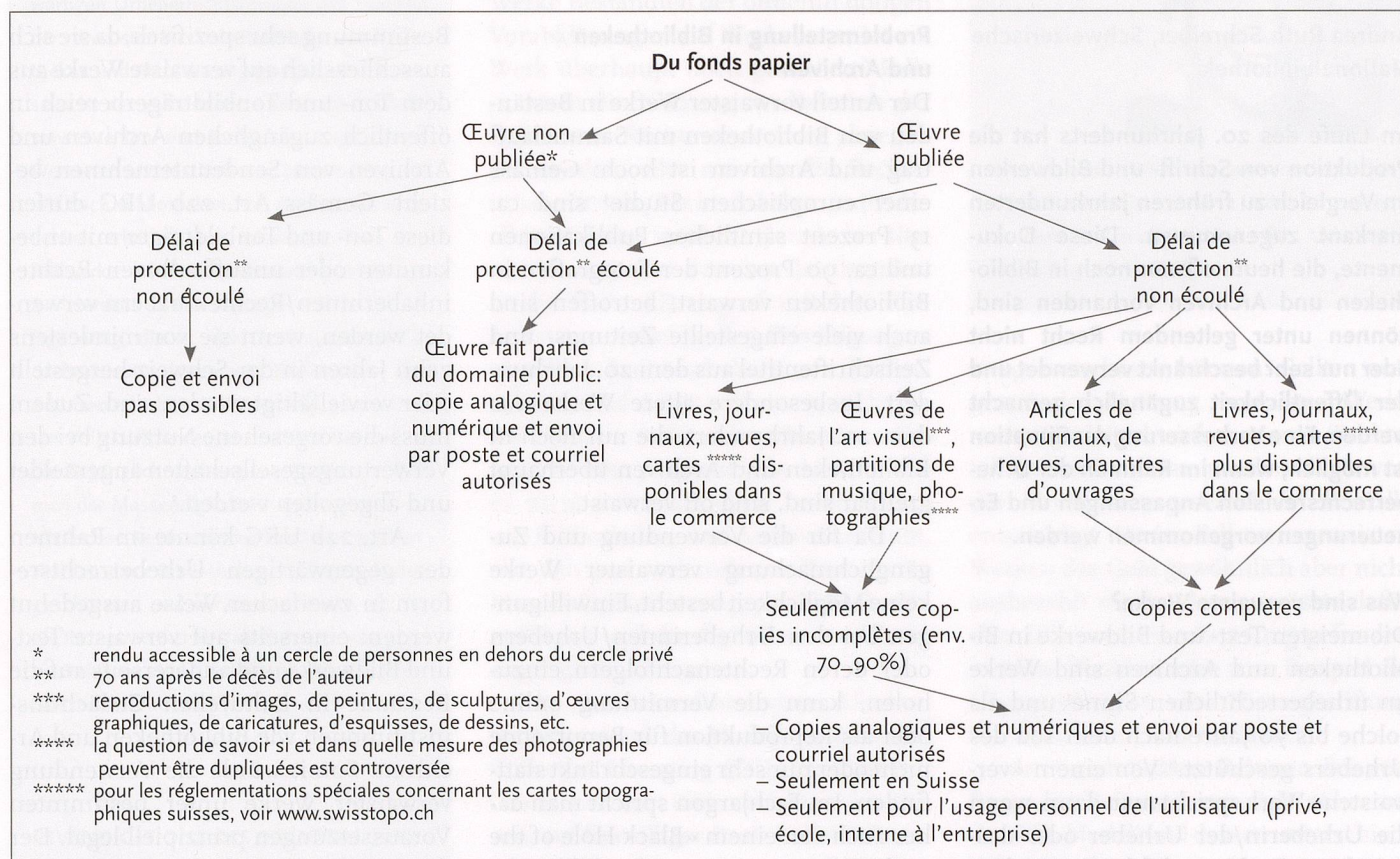 Du fonds papier
Œuvre non
publiée*
Œuvre
publiée
Délai de
protection**
non écoulé
Délai de
protection** écoulé
Délai de
protection**
non écoulé
Copie et envoi
pas possibles
Œuvre fait partie
du domaine public:
copie analogique et
numérique et envoi
par poste et courriel
autorisés
Livres, jour-
naux, revues,
cartes ***** dis-
ponibles dans
le commerce
Œuvres de
l’art visuel***,
partitions de
musique, pho-
tographies****
Articles de
journaux, de
revues, chapitres
d’ouvrages
Livres, journaux,
revues, cartes*****
plus disponibles
dans le commerce
Seulement des cop-
ies incomplètes (env.
70–90%)
Copies complètes
– Copies analogiques et numériques et envoi par poste et
courriel autorisés
– Seulement en Suisse
– Seulement pour l’usage personnel de l’utilisateur (privé,
école, interne à l’entreprise)
* rendu accessible à un cercle de personnes en dehors du cercle privé
** 70 ans après le décès de l’auteur
*** reproductions d’images, de peintures, de sculptures, d’œuvres
graphiques, de caricatures, d’esquisses, de dessins, etc.
**** la question de savoir si et dans quelle mesure des photographies
peuvent être dupliquées est controversée
***** pour les réglementations spéciales concernant les cartes topogra-
phiques suisses, voir www.swisstopo.ch